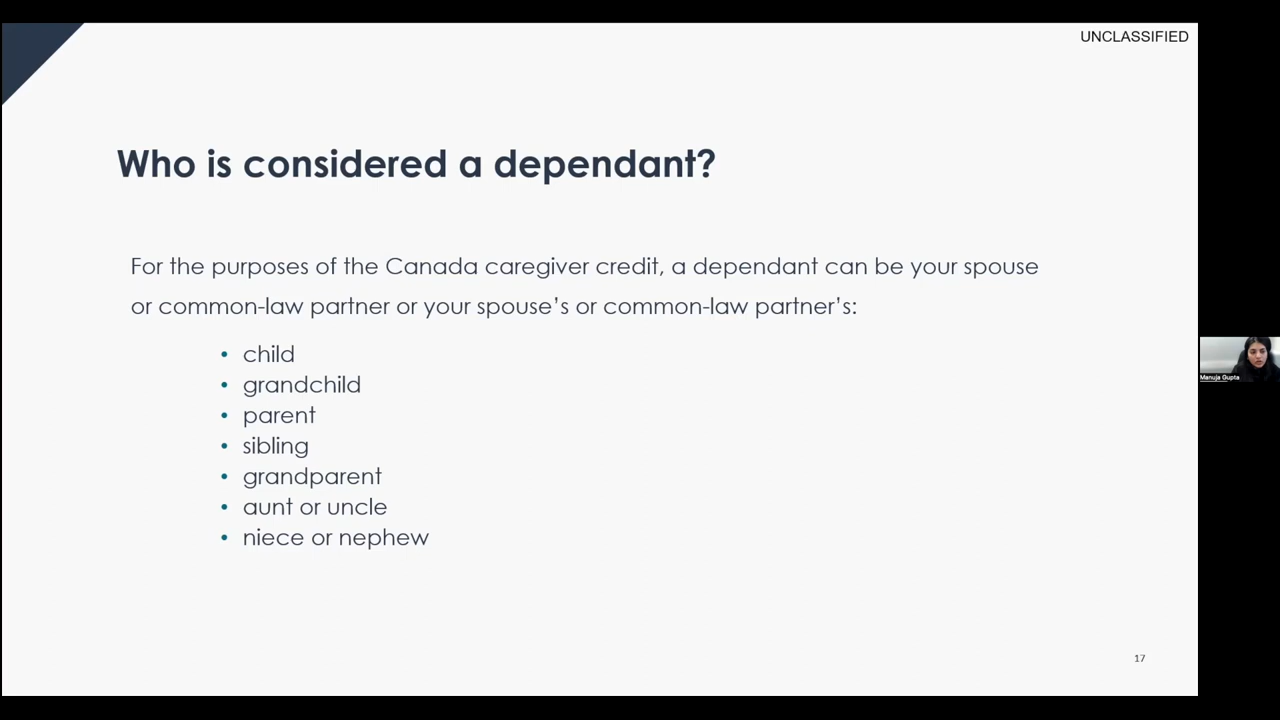 UNCLASSIFIED
Who is considered a dependant?
For the purposes of the Canada caregiver credit, a dependant can be your spouse
or common-law partner or your spouse’s or common-law partner’s:
• child
• grandchild
• parent
• sibling
• grandparent
• aunt or uncle
• niece or nephew
Manuja Gupta
17